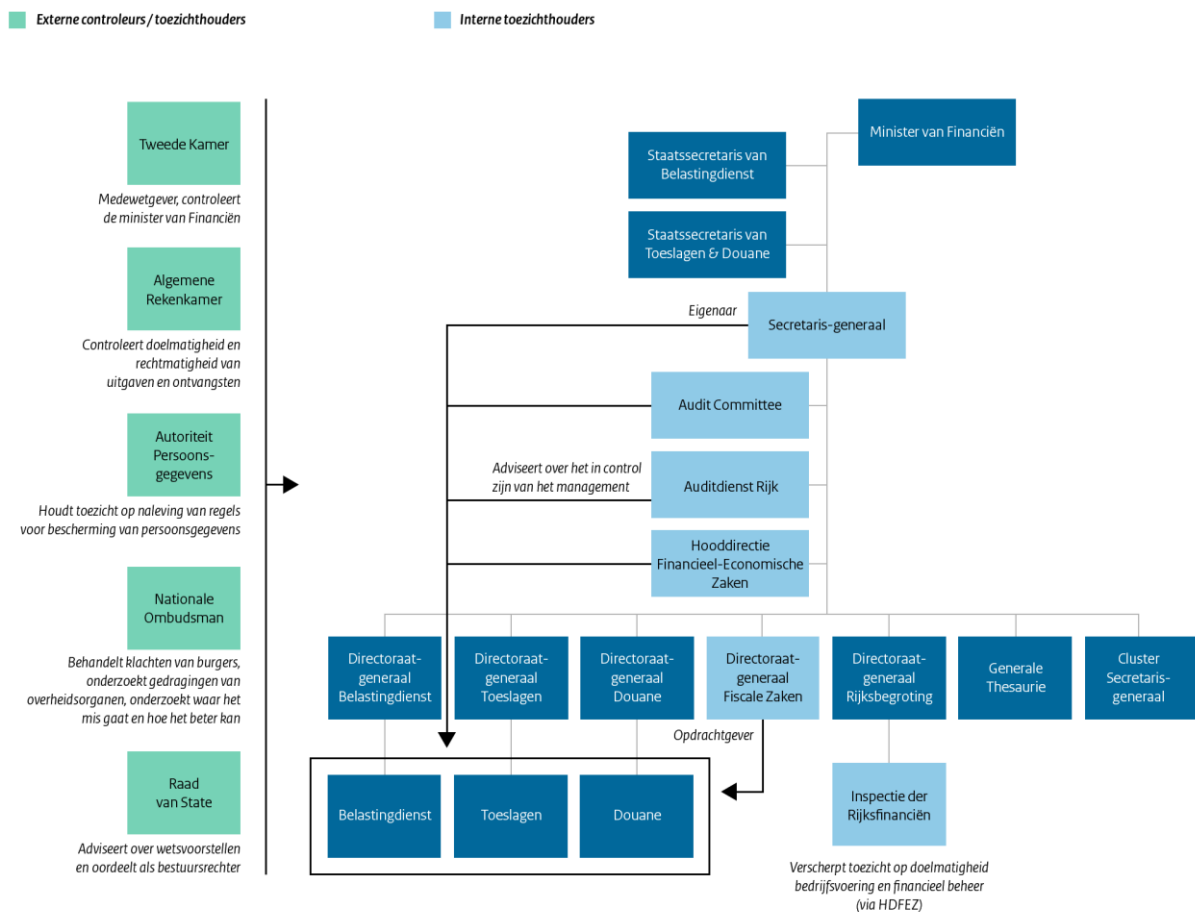 Externe controleurs / toezichthouders
Interne toezichthouders
Tweede Kamer
Medewetgever, controleert
de minister van Financiën
Algemene
Rekenkamer
Controleert doelmatigheid en
rechtmatigheid van
uitgaven en ontvangsten
Autoriteit
Persoons-
gegevens
Houdt toezicht op naleving van regels
voor bescherming van persoonsgegevens
Nationale
Ombudsman
Behandelt klachten van burgers,
onderzoekt gedragingen van
overheidsorganen, onderzoekt waar het
mis gaat en hoe het beter kan
Raad
van State
Adviseert over wetsvoorstellen
en oordeelt als bestuursrechter
Minister van Financiën
Staatssecretaris van
Belastingdienst
Staatssecretaris van
Toeslagen & Douane
Eigenaar
Secretaris-generaal
Audit Committee
Adviseert over het in control
zijn van het management
Auditdienst Rijk
Hooddirectie
Financieel-Economische
Zaken
Directoraat-
generaal
Belastingdienst
Directoraat-
generaal
Toeslagen
Directoraat-
generaal
Douane
Directoraat-
generaal
Fiscale Zaken
Directoraat-
generaal
Rijksbegroting
Generale
Thesaurie
Cluster
Secretaris-
generaal
Opdrachtgever
Belastingdienst
Toeslagen
Douane
Inspectie der
Rijksfinanciën
Verscherpt toezicht op doelmatigheid
bedrijfsvoering en financieel beheer
(via HDFEZ)